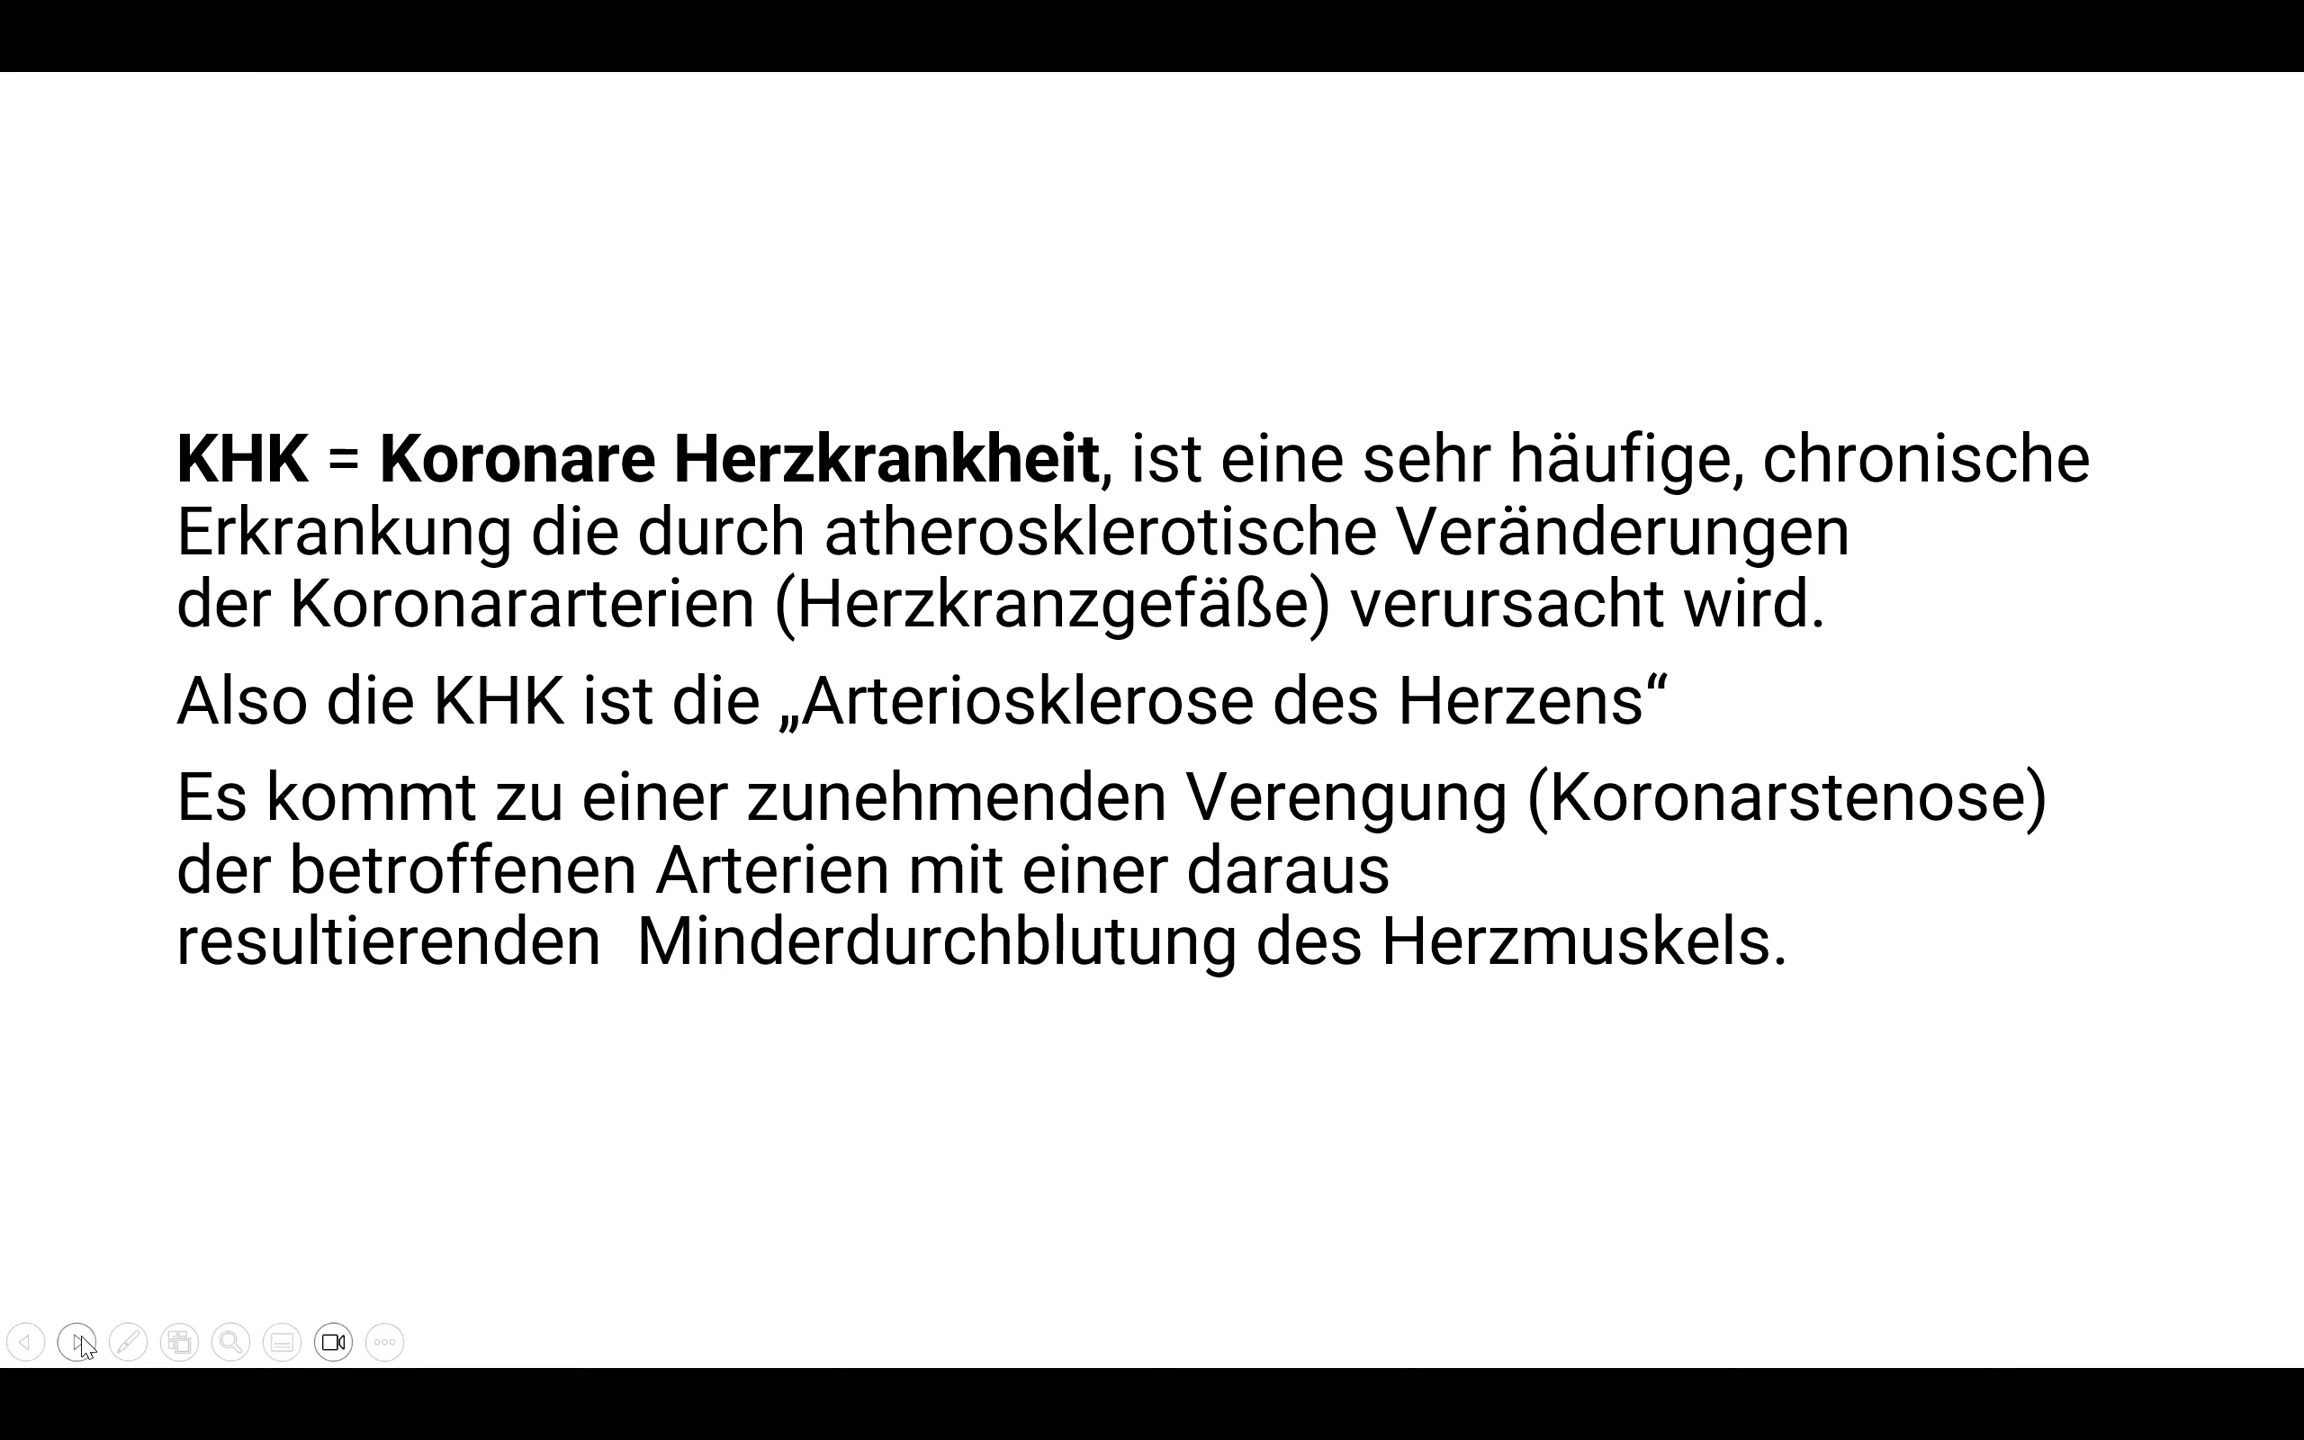 KHK = Koronare Herzkrankheit, ist eine sehr häufige, chronische
Erkrankung die durch atherosklerotische Veränderungen
der Koronararterien (Herzkranzgefäße) verursacht wird.
Also die KHK ist die „Arteriosklerose des Herzens“
Es kommt zu einer zunehmenden Verengung (Koronarstenose)
der betroffenen Arterien mit einer daraus
resultierenden  Minderdurchblutung des Herzmuskels.